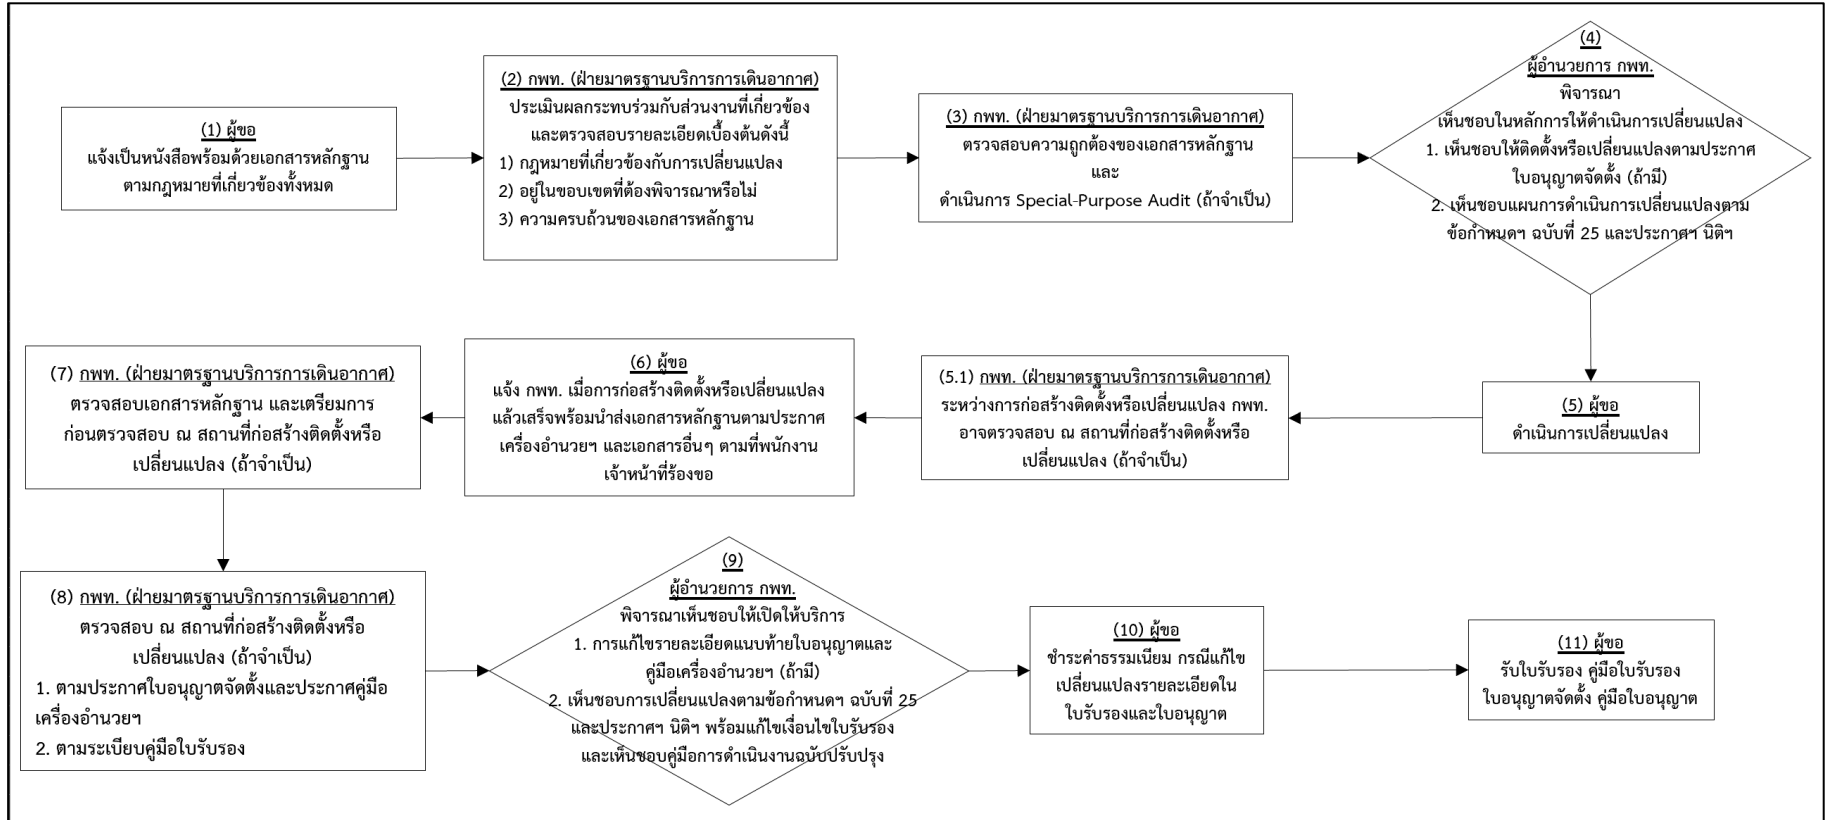 (1) ผู้ขอ
แจ้งเป็นหนังสือพร้อมด้วยเอกสารหลักฐาน
ตามกฎหมายที่เกี่ยวข้องทั้งหมด
(2) กพท. (ฝ่ายมาตรฐานบริการการเดินอากาศ)
ประเมินผลกระทบร่วมกับส่วนงานที่เกี่ยวข้อง
และตรวจสอบรายละเอียดเบื้องต้นดังนี้
1) กฎหมายที่เกี่ยวข้องกับการเปลี่ยนแปลง
2) อยู่ในขอบเขตที่ต้องพิจารณาหรือไม่
3) ความครบถ้วนของเอกสารหลักฐาน
(3) กพท. (ฝ่ายมาตรฐานบริการการเดินอากาศ)
ตรวจสอบความถูกต้องของเอกสารหลักฐาน
และ
ดำเนินการ Special-Purpose Audit (ถ้าจำเป็น)
(4)
ผู้อำนวยการ กพท.
พิจารณา
เห็นชอบในหลักการให้ดำเนินการเปลี่ยนแปลง
1. เห็นชอบให้ติดตั้งหรือเปลี่ยนแปลงตามประกาศ
ใบอนุญาตจัดตั้ง (ถ้ามี)
2. เห็นชอบแผนการดำเนินการเปลี่ยนแปลงตาม
ข้อกำหนดฯ ฉบับที่ 25 และประกาศฯ นิติฯ
(5) ผู้ขอ
ดำเนินการเปลี่ยนแปลง
(5.1) กพท. (ฝ่ายมาตรฐานบริการการเดินอากาศ)
ระหว่างการก่อสร้างติดตั้งหรือเปลี่ยนแปลง กพท.
อาจตรวจสอบ ณ สถานที่ก่อสร้างติดตั้งหรือ
เปลี่ยนแปลง (ถ้าจำเป็น)
(6) ผู้ขอ
แจ้ง กพท. เมื่อการก่อสร้างติดตั้งหรือเปลี่ยนแปลง
แล้วเสร็จพร้อมนำส่งเอกสารหลักฐานตามประกาศ
เครื่องอำนวยฯ และเอกสารอื่นๆ ตามที่พนักงาน
เจ้าหน้าที่ร้องขอ
(7) กพท. (ฝ่ายมาตรฐานบริการการเดินอากาศ)
ตรวจสอบเอกสารหลักฐาน และเตรียมการ
ก่อนตรวจสอบ ณ สถานที่ก่อสร้างติดตั้งหรือ
เปลี่ยนแปลง (ถ้าจำเป็น)
(8) กพท. (ฝ่ายมาตรฐานบริการการเดินอากาศ)
ตรวจสอบ ณ สถานที่ก่อสร้างติดตั้งหรือ
เปลี่ยนแปลง (ถ้าจำเป็น)
1. ตามประกาศใบอนุญาตจัดตั้งและประกาศคู่มือ
เครื่องอำนวยฯ
2. ตามระเบียบคู่มือใบรับรอง
(9)
ผู้อำนวยการ กพท.
พิจารณาเห็นชอบให้เปิดให้บริการ
1. การแก้ไขรายละเอียดแนบท้ายใบอนุญาตและ
คู่มือเครื่องอำนวยฯ (ถ้ามี)
2. เห็นชอบการเปลี่ยนแปลงตามข้อกำหนดฯ ฉบับที่ 25
และประกาศฯ นิติฯ พร้อมแก้ไขเงื่อนไขใบรับรอง
และเห็นชอบคู่มือการดำเนินงานฉบับปรับปรุง
(10) ผู้ขอ
ชำระค่าธรรมเนียม กรณีแก้ไข
เปลี่ยนแปลงรายละเอียดใน
ใบรับรองและใบอนุญาต
(11) ผู้ขอ
รับใบรับรอง คู่มือใบรับรอง
ใบอนุญาตจัดตั้ง คู่มือใบอนุญาต